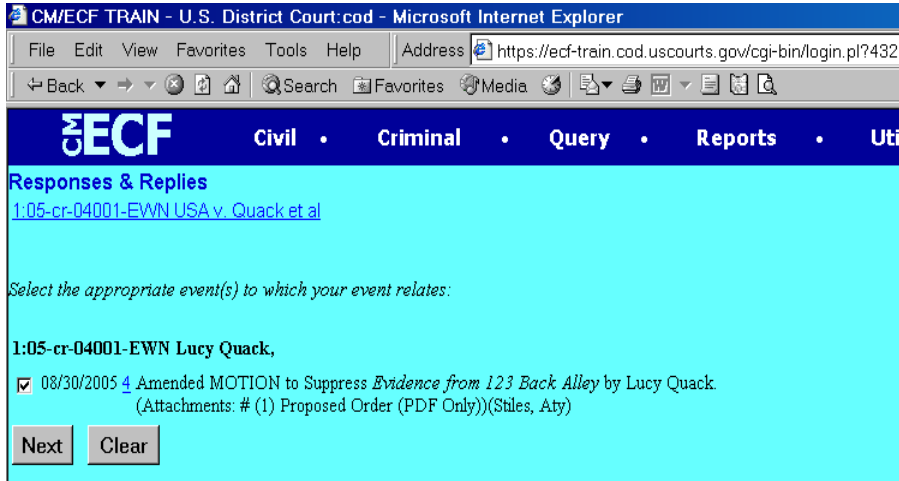 CM/ECF TRAIN - U.S. District Court:cod - Microsoft Internet Explorer
File Edit View Favorites Tools Help Address https://ecf-train.cod.uscourts.gov/cgi-bin/login.pl?432
Back Search Favorites Media
CM ECF Civil • Criminal • Query • Reports • Uti
Responses & Replies
1:05-cr-04001-EWN USA v. Quack et al
Select the appropriate event(s) to which your event relates:
1:05-cr-04001-EWN Lucy Quack,
08/30/2005 4 Amended MOTION to Suppress Evidence from 123 Back Alley by Lucy Quack.
(Attachments: # (1) Proposed Order (PDF Only))(Stiles, Aty)
Next Clear